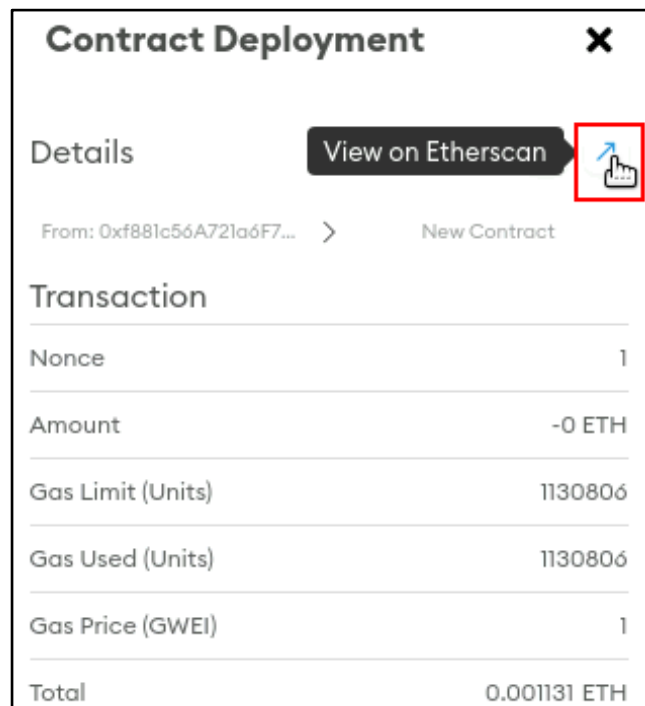 Contract Deployment
Details
View on Etherscan
From: 0xf881c56A721a6F7...
New Contract
Transaction
Nonce 1
Amount -0 ETH
Gas Limit (Units) 1130806
Gas Used (Units) 1130806
Gas Price (GWEI) 1
Total 0.001131 ETH